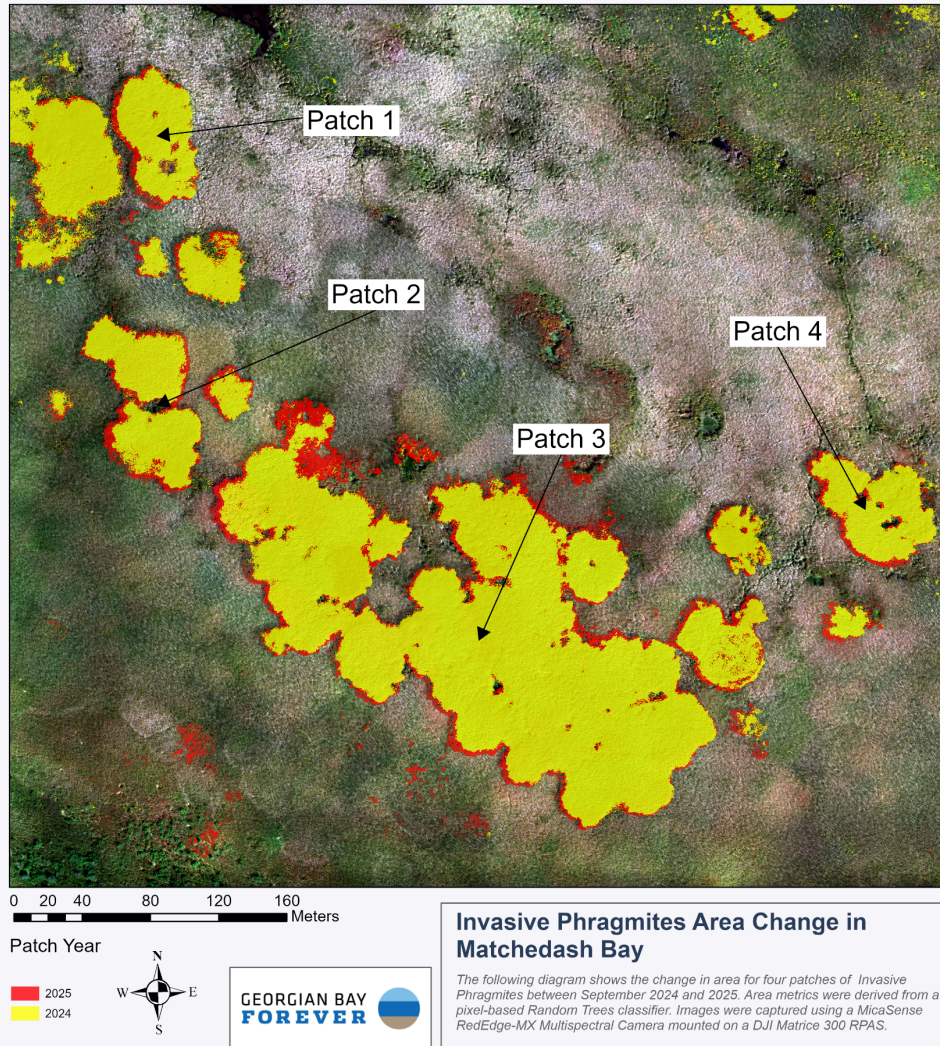 Patch 1
Patch 2
Patch 4
Patch 3
0 20 40 80 120 160
Meters
Patch Year
2025
2024
N
W E
S
GEORGIAN BAY
FOREVER
Invasive Phragmites Area Change in
Matchedash Bay
The following diagram shows the change in area for four patches of Invasive
Phragmites between September 2024 and 2025. Area metrics were derived from a
pixel-based Random Trees classifier. Images were captured using a MicaSense
RedEdge-MX Multispectral Camera mounted on a DJI Matrice 300 RPAS.